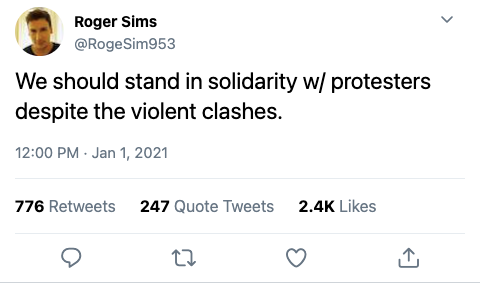 Roger Sims
@RogeSim953
We should stand in solidarity w/ protesters
despite the violent clashes.
12:00 PM · Jan 1, 2021
776 Retweets 247 Quote Tweets 2.4K Likes